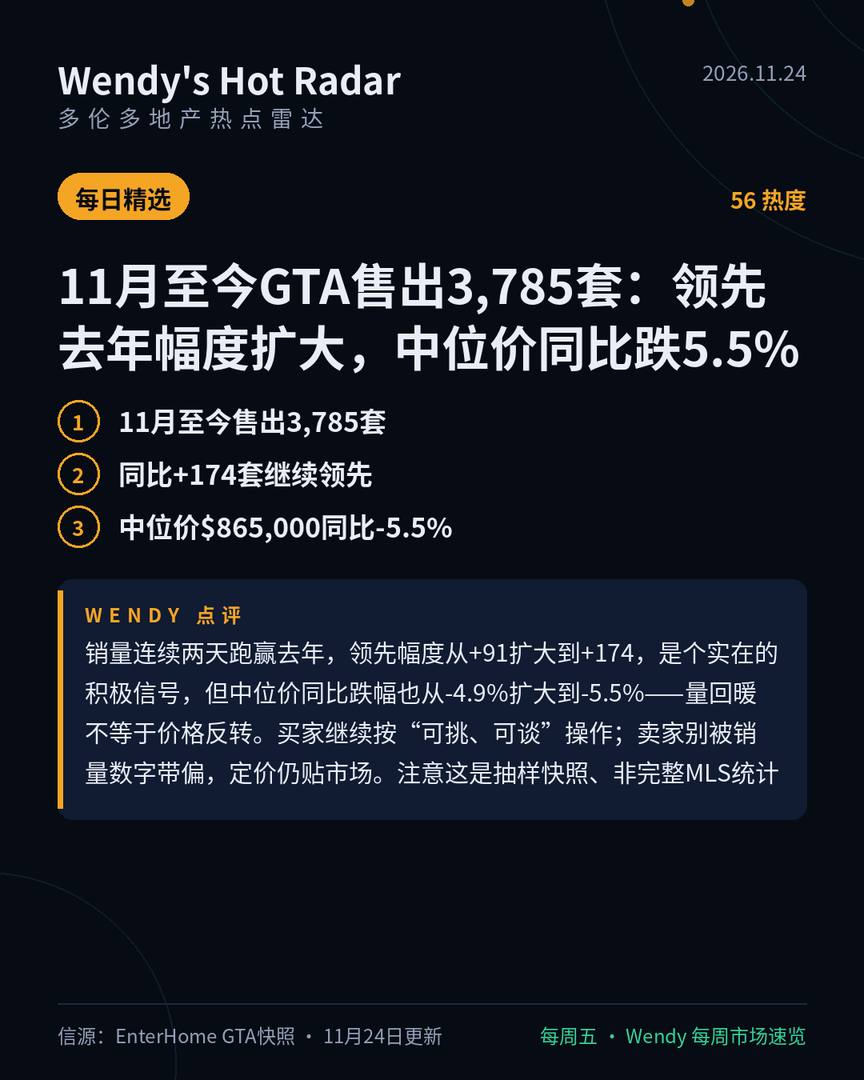 Wendy's Hot Radar
2026.11.24
多伦多地产热点雷达
每日精选
56 热度
11月至今GTA售出3,785套：领先
去年幅度扩大，中位价同比跌5.5%
1 11月至今售出3,785套
2 同比+174套继续领先
3 中位价$865,000同比-5.5%
WENDY 点评
销量连续两天跑赢去年，领先幅度从+91扩大到+174，是个实在的
积极信号，但中位价同比跌幅也从-4.9%扩大到-5.5%——量回暖
不等于价格反转。买家继续按“可挑、可谈”操作；卖家别被销
量数字带偏，定价仍贴市场。注意这是抽样快照、非完整MLS统计
信源：EnterHome GTA快照 · 11月24日更新
每周五 · Wendy 每周市场速览